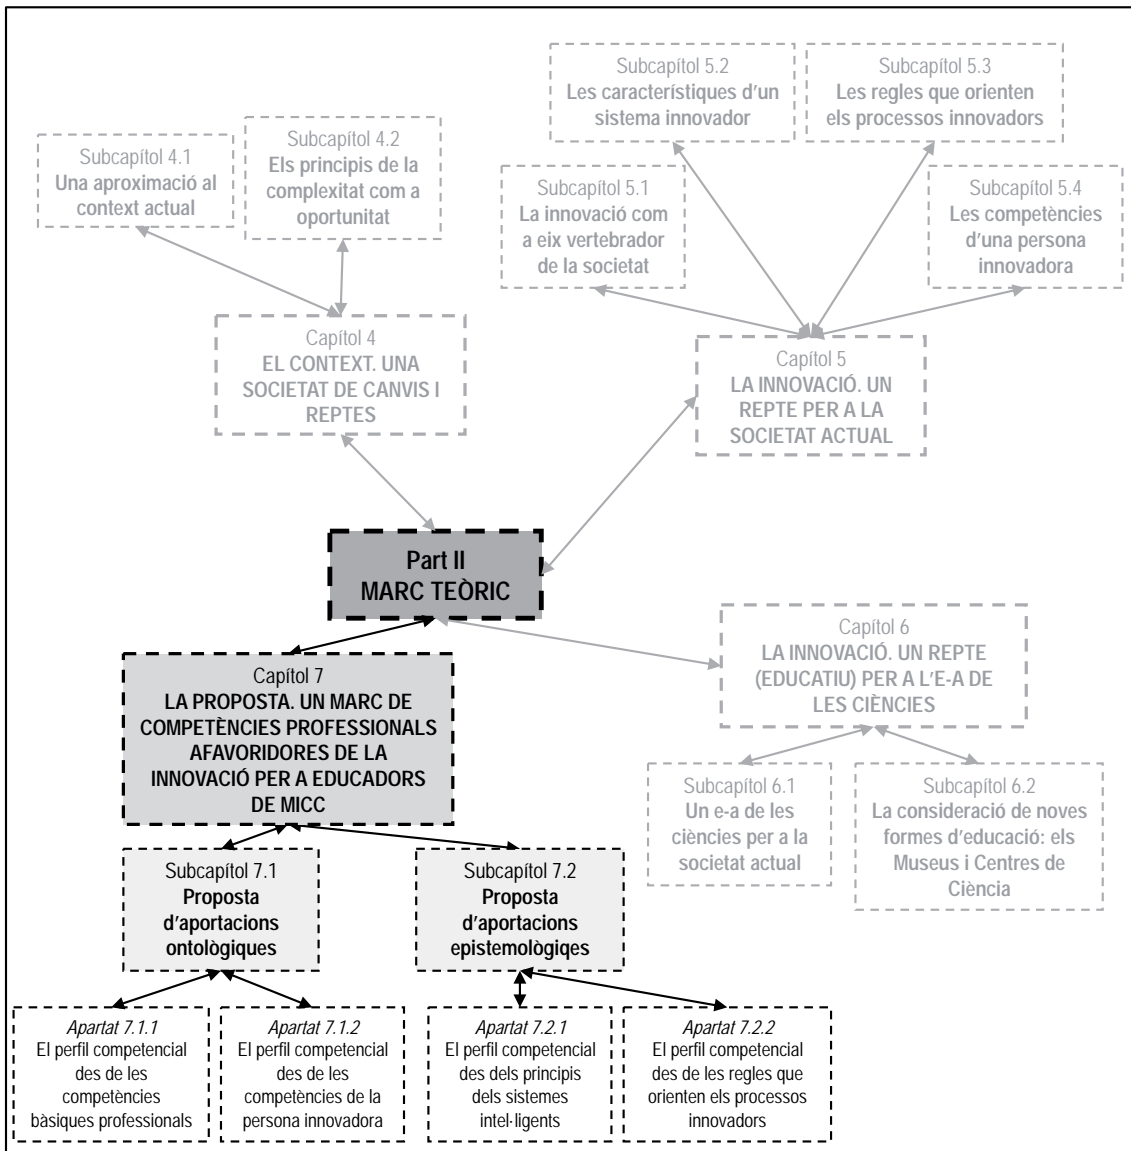 Subcapítol 5.2
Les característiques d'un
sistema innovador
Subcapítol 5.3
Les regles que orienten
els processos innovadors
Subcapítol 4.1
Una aproximació al
context actual
Subcapítol 4.2
Els principis de la
complexitat com a
oportunitat
Subcapítol 5.1
La innovació com
a eix vertebrador
de la societat
Subcapítol 5.4
Les competències
d'una persona
innovadora
Capítol 4
EL CONTEXT. UNA
SOCIETAT DE CANVIS I
REPTES
Capítol 5
LA INNOVACIÓ. UN
REPTE PER A LA
SOCIETAT ACTUAL
Part II
MARC TEÒRIC
Capítol 6
LA INNOVACIÓ. UN REPTE
(EDUCATIU) PER A L'E-A DE
LES CIÈNCIES
Capítol 7
LA PROPOSTA. UN MARC DE
COMPETÈNCIES PROFESSIONALS
AFAVORIDORES DE LA
INNOVACIÓ PER A EDUCADORS
DE MICC
Subcapítol 6.1
Un e-a de les
ciències per a la
societat actual
Subcapítol 6.2
La consideració de noves
formes d'educació: els
Museus i Centres de
Ciència
Subcapítol 7.1
Proposta
d'aportacions
ontològiques
Subcapítol 7.2
Proposta
d'aportacions
epistemològiqes
Apartat 7.1.1
El perfil competencial
des de les
competències
bàsiques professionals
Apartat 7.1.2
El perfil competencial
des de les
competències de la
persona innovadora
Apartat 7.2.1
El perfil competencial
des dels principis
dels sistemes
intel·ligents
Apartat 7.2.2
El perfil competencial
des de les regles que
orienten els processos
innovadors